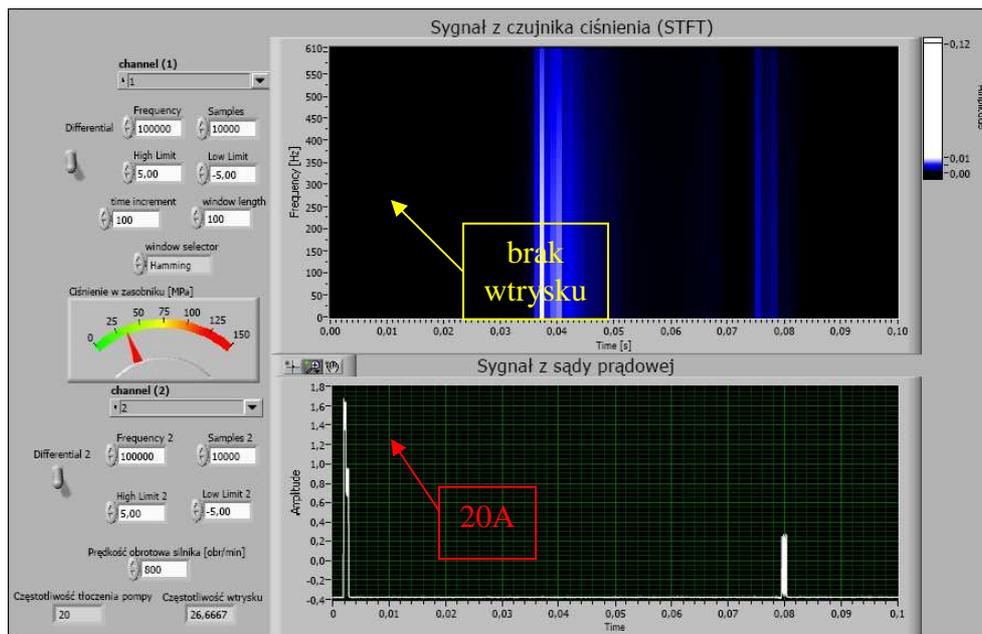 Sygnał z czujnika ciśnienia (STFT)
channel (1)
1
Frequency
Samples
Differential
100000
10000
High Limit
Low Limit
5,00
-5,00
time increment
window length
100
100
window selector
Hamming
Ciśnienie w zasobniku [MPa]
0
25
50
75
100
125
150
channel (2)
2
Frequency 2
Samples 2
Differential 2
100000
10000
High Limit 2
Low Limit 2
5,00
-5,00
Prędkość obrotowa silnika [obr/min]
800
Częstotliwość tłoczenia pompy
Częstotliwość wtrysku
20
26,6667
Frequency [Hz]
610
550
500
450
400
350
300
250
200
150
100
50
0
brak
wtrysku
0,00
0,01
0,02
0,03
0,04
0,05
0,06
0,07
0,08
0,09
0,10
Time [s]
0,12
0,01
0,00
Amplitude
Sygnał z sądy prądowej
Amplitude
1,8
1,6
1,4
1,2
1,0
0,8
0,6
0,4
0,2
0,0
-0,2
-0,4
20A
0
0,01
0,02
0,03
0,04
0,05
0,06
0,07
0,08
0,09
0,1
Time